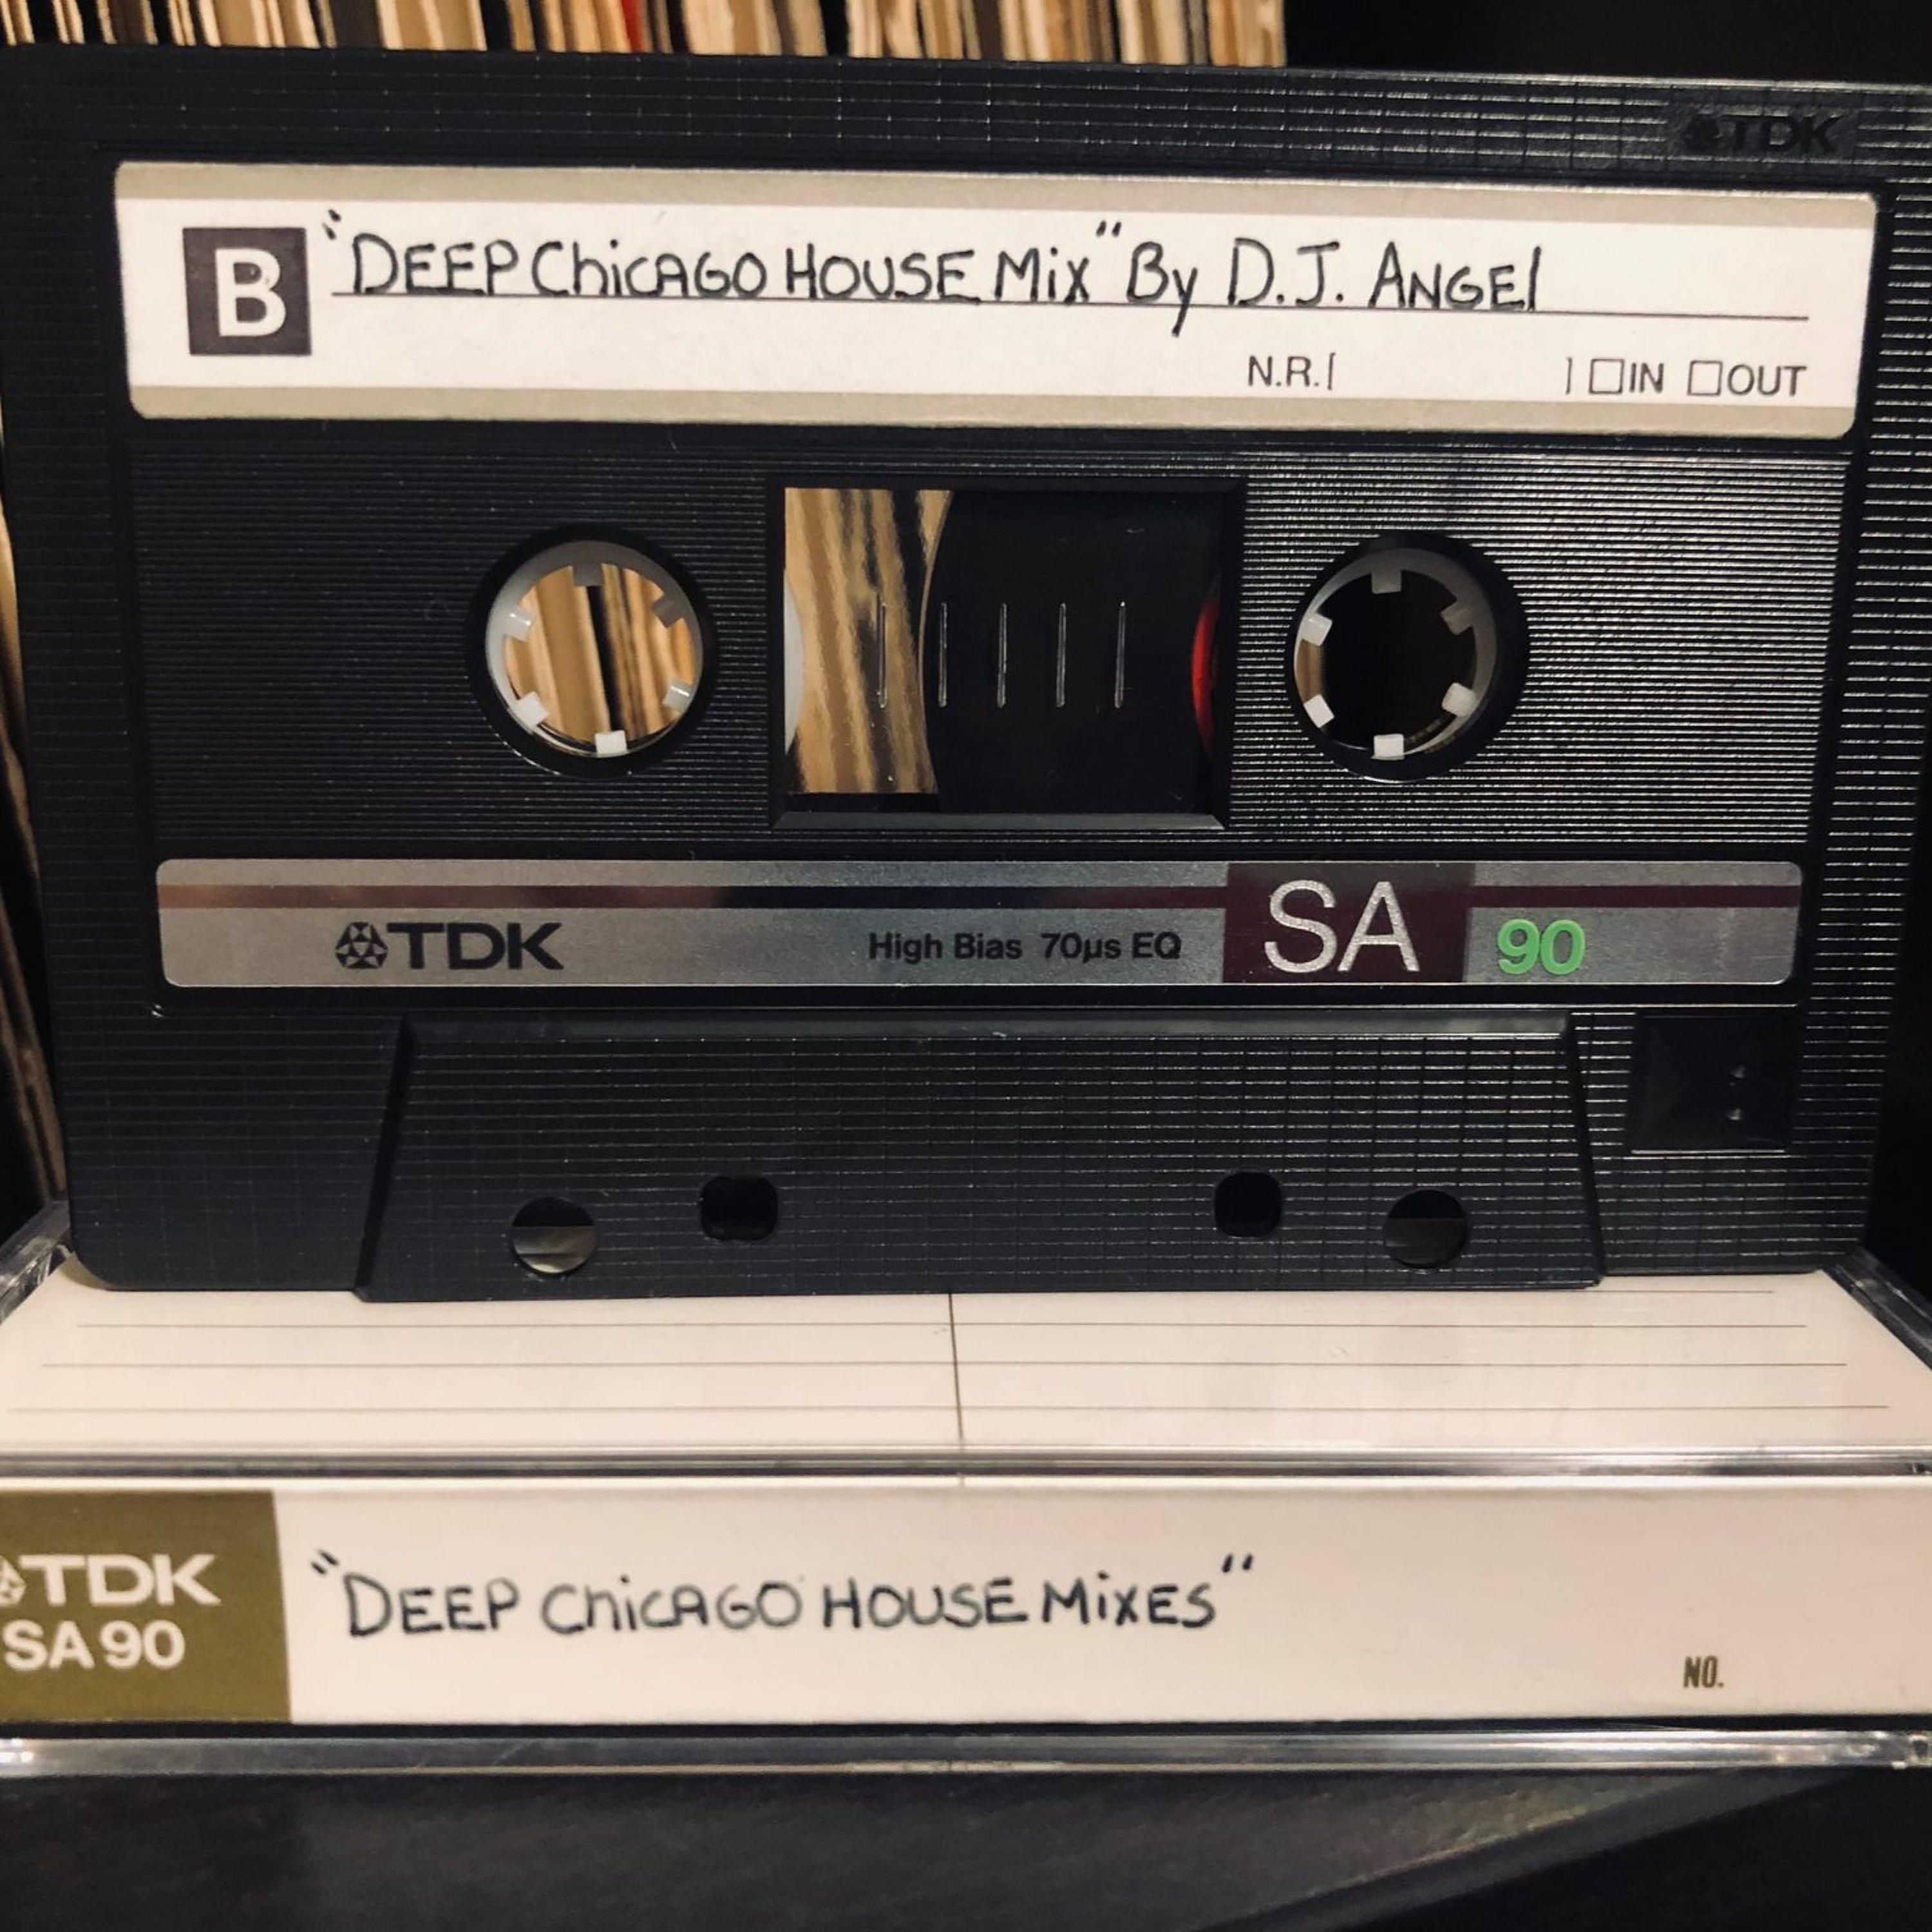 TDK
B "DEEP ChicAGO HOUSE Mix" By D.J. ANGEl
N.R.[ ] □IN □OUT
TDK High Bias 70µs EQ SA 90
TDK
SA 90
"DEEP ChicAGO HOUSE MiXES"
NO.